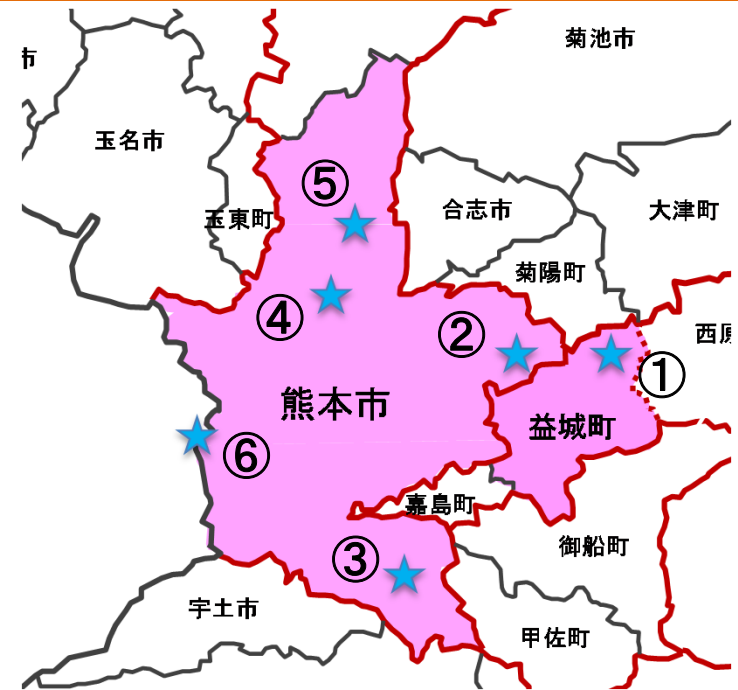 菊池市
市
玉名市
⑤
玉東町
合志市
大津町
菊陽町
④
②
西原
①
熊本市
益城町
⑥
嘉島町
③
御船町
宇土市
甲佐町